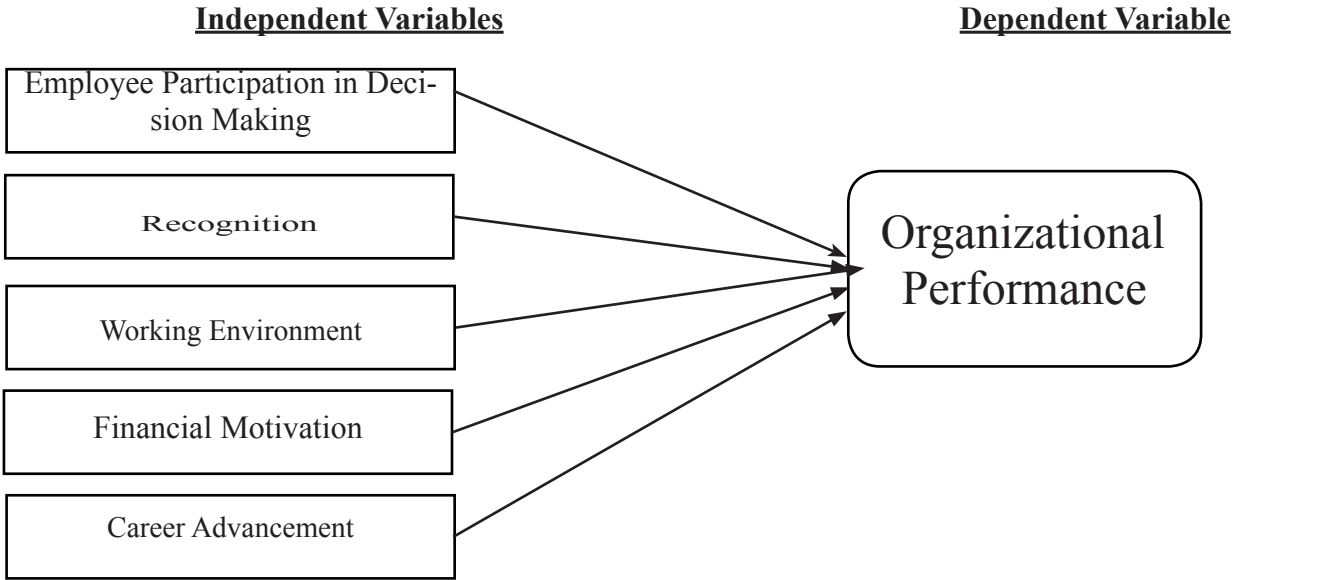 Independent Variables
Dependent Variable
Employee Participation in Deci-
sion Making
Recognition
Working Environment
Financial Motivation
Career Advancement
Organizational
Performance